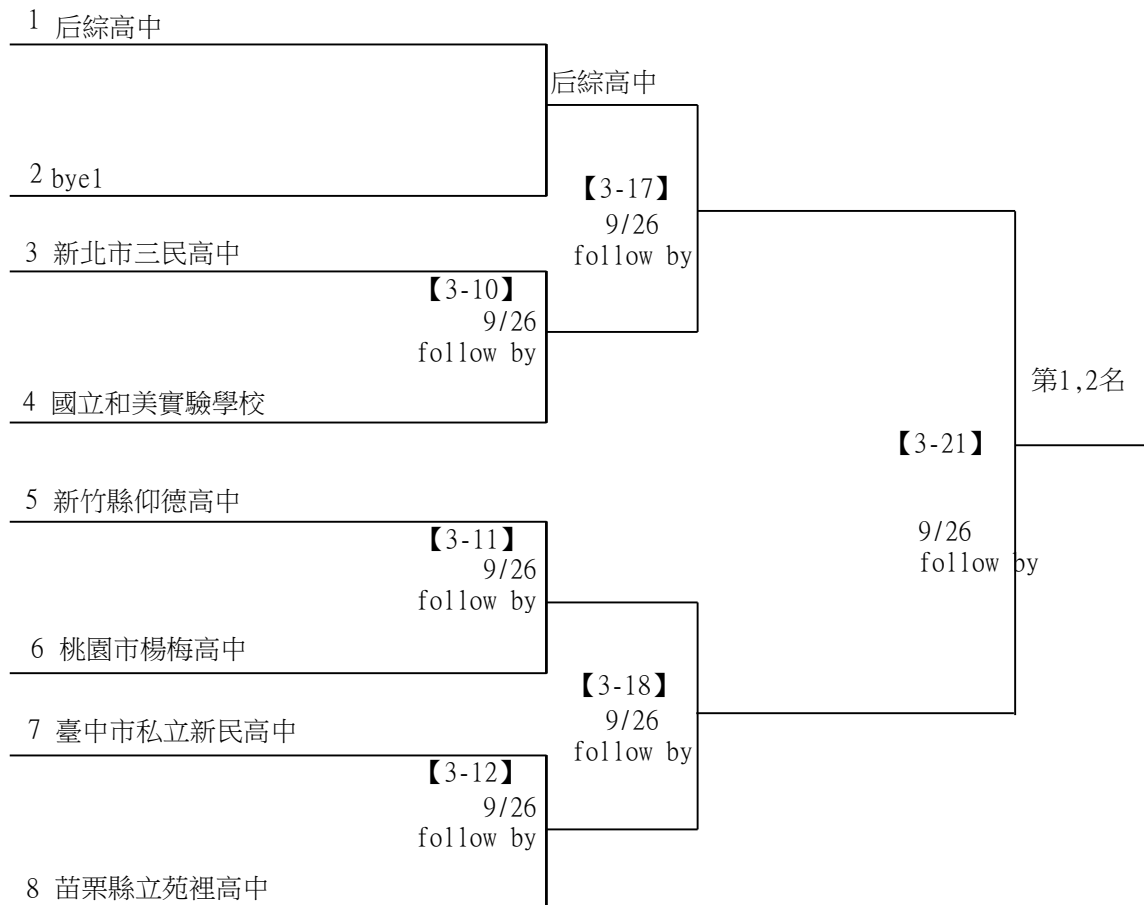 1 后綜高中
后綜高中
2 bye1
【3-17】
9/26
follow by
3 新北市三民高中
【3-10】
9/26
follow by
4 國立和美實驗學校
第1,2名
【3-21】
9/26
follow by
5 新竹縣仰德高中
【3-11】
9/26
follow by
6 桃園市楊梅高中
【3-18】
9/26
follow by
7 臺中市私立新民高中
【3-12】
9/26
follow by
8 苗栗縣立苑裡高中